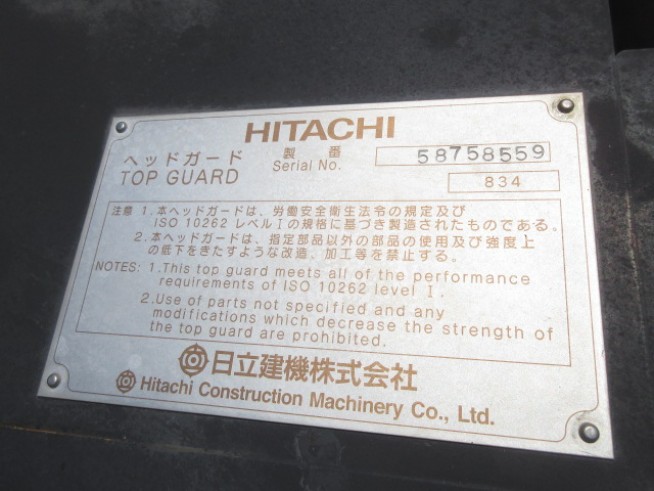 HITACHI
ヘッドガード 製番 58758559
TOP GUARD Serial No.
834
注意 1.本ヘッドガードは、労働安全衛生法令の規定及び
ISO 10262 レベルⅠの規格に基づき製造されたものである。
2.本ヘッドガードは、指定部品以外の部品の使用及び強度上
の低下をきたすような改造、加工等を禁止する。
NOTES: 1.This top guard meets all of the performance
requirements of ISO 10262 level Ⅰ.
2.Use of parts not specified and any
modifications which decrease the strength of
the top guard are prohibited.
日立建機株式会社
Hitachi Construction Machinery Co., Ltd.